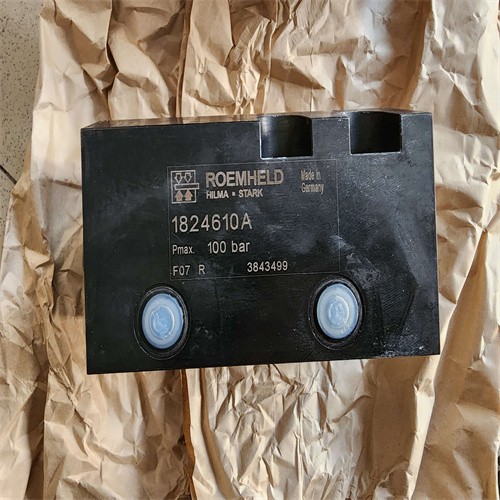 ROEMHELD
HILMA ▪ STARK
Made in
Germany
1824610A
Pmax. 100 bar
F07 R 3843499